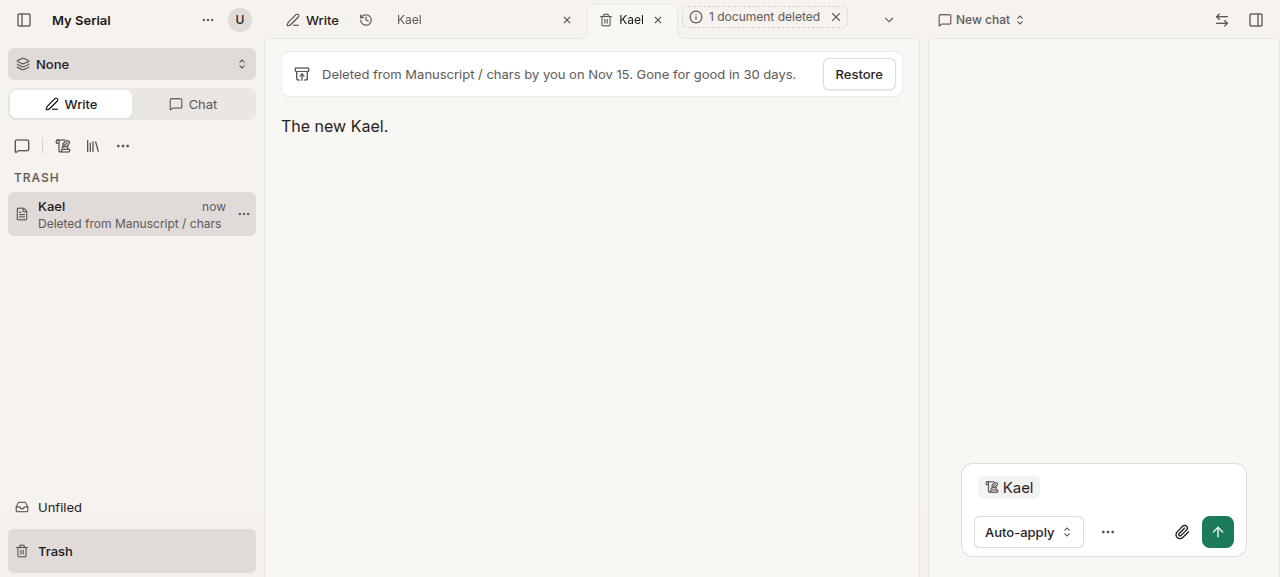 My Serial
U
Write
Kael
Kael
1 document deleted
New chat
None
Deleted from Manuscript / chars by you on Nov 15. Gone for good in 30 days.
Restore
Write
Chat
The new Kael.
TRASH
Kael
now
Deleted from Manuscript / chars
Kael
Unfiled
Auto-apply
Trash